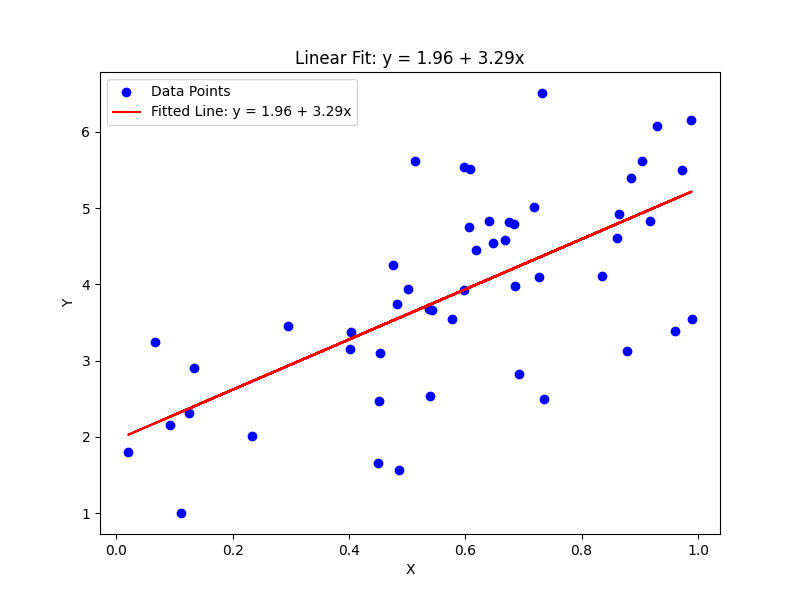 Linear Fit: y = 1.96 + 3.29x
Data Points
Fitted Line: y = 1.96 + 3.29x
6
5
4
3
2
1
Y
0.0 0.2 0.4 0.6 0.8 1.0
X